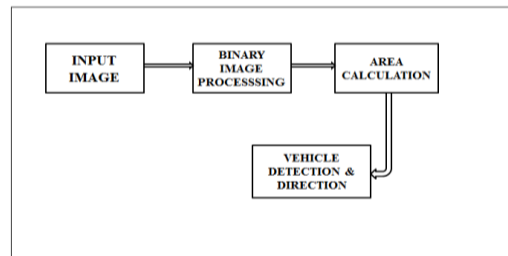 INPUT
IMAGE
BINARY
IMAGE
PROCESSSING
AREA
CALCULATION
VEHICLE
DETECTION &
DIRECTION